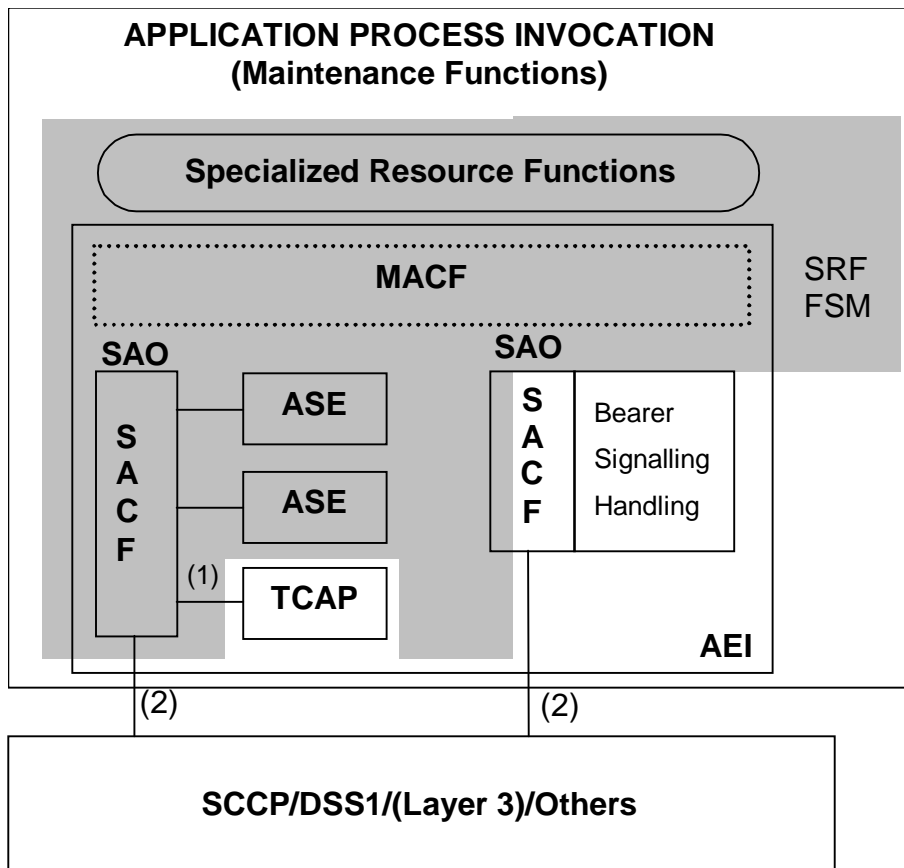 APPLICATION PROCESS INVOCATION
(Maintenance Functions)
Specialized Resource Functions
MACF
SRF
FSM
SAO
S
A
C
F
ASE
ASE
(1)
TCAP
SAO
S
A
C
F
Bearer
Signalling
Handling
AEI
(2)
(2)
SCCP/DSS1/(Layer 3)/Others